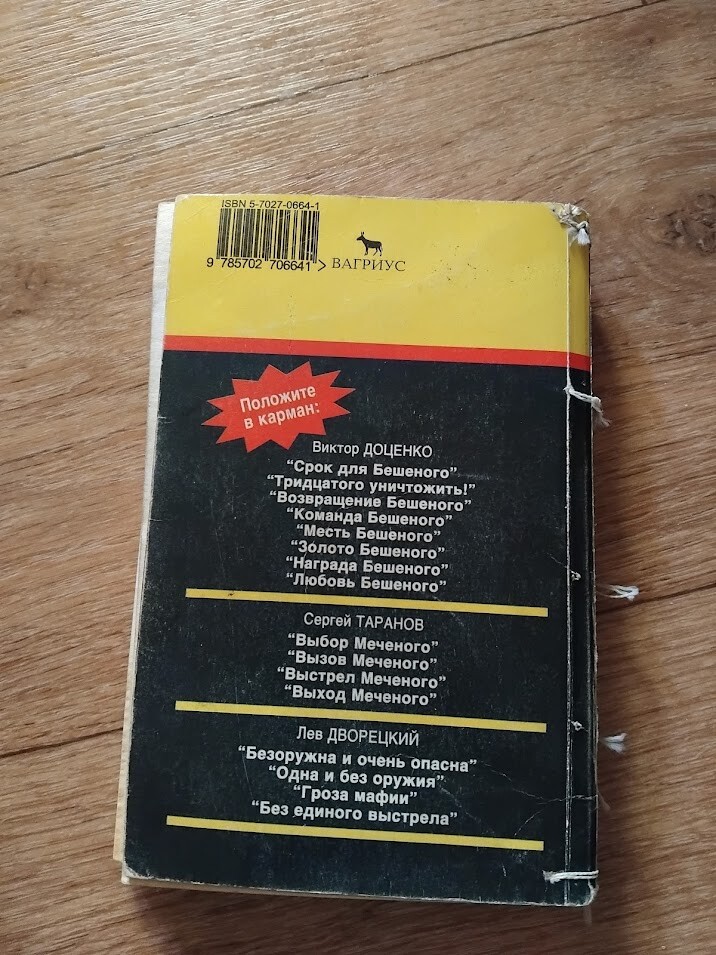 ISBN 5-7027-0664-1
9 785702 706641 >
ВАГРИУС
Положите
в карман:
Виктор ДОЦЕНКО
“Срок для Бешеного”
“Тридцатого уничтожить!”
“Возвращение Бешеного”
“Команда Бешеного”
“Месть Бешеного”
“Золото Бешеного”
“Награда Бешеного”
“Любовь Бешеного”
Сергей ТАРАНОВ
“Выбор Меченого”
“Вызов Меченого”
“Выстрел Меченого”
“Выход Меченого”
Лев ДВОРЕЦКИЙ
“Безоружна и очень опасна”
“Одна и без оружия”
“Гроза мафии”
“Без единого выстрела”